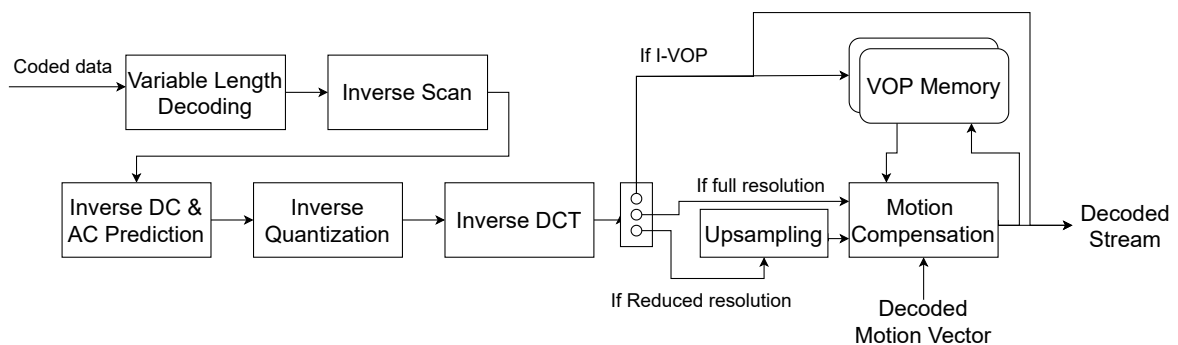 Coded data
Variable Length
Decoding
Inverse Scan
If I-VOP
VOP Memory
Inverse DC &
AC Prediction
Inverse
Quantization
Inverse DCT
If full resolution
Upsampling
If Reduced resolution
Motion
Compensation
Decoded
Motion Vector
Decoded
Stream